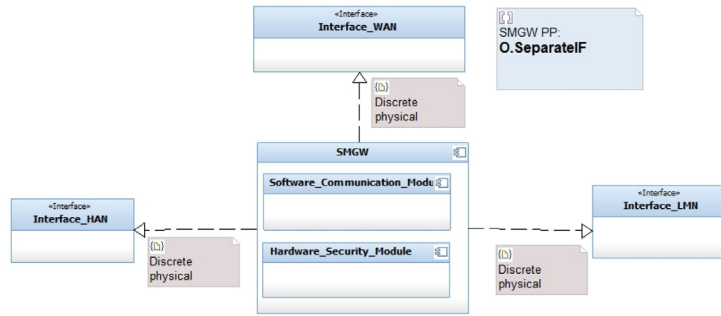 «Interface»
Interface_WAN
SMGW PP:
O.SeparateIF
Discrete
physical
SMGW
Software_Communication_Modu
«Interface»
Interface_HAN
«Interface»
Interface_LMN
Discrete
physical
Hardware_Security_Module
Discrete
physical